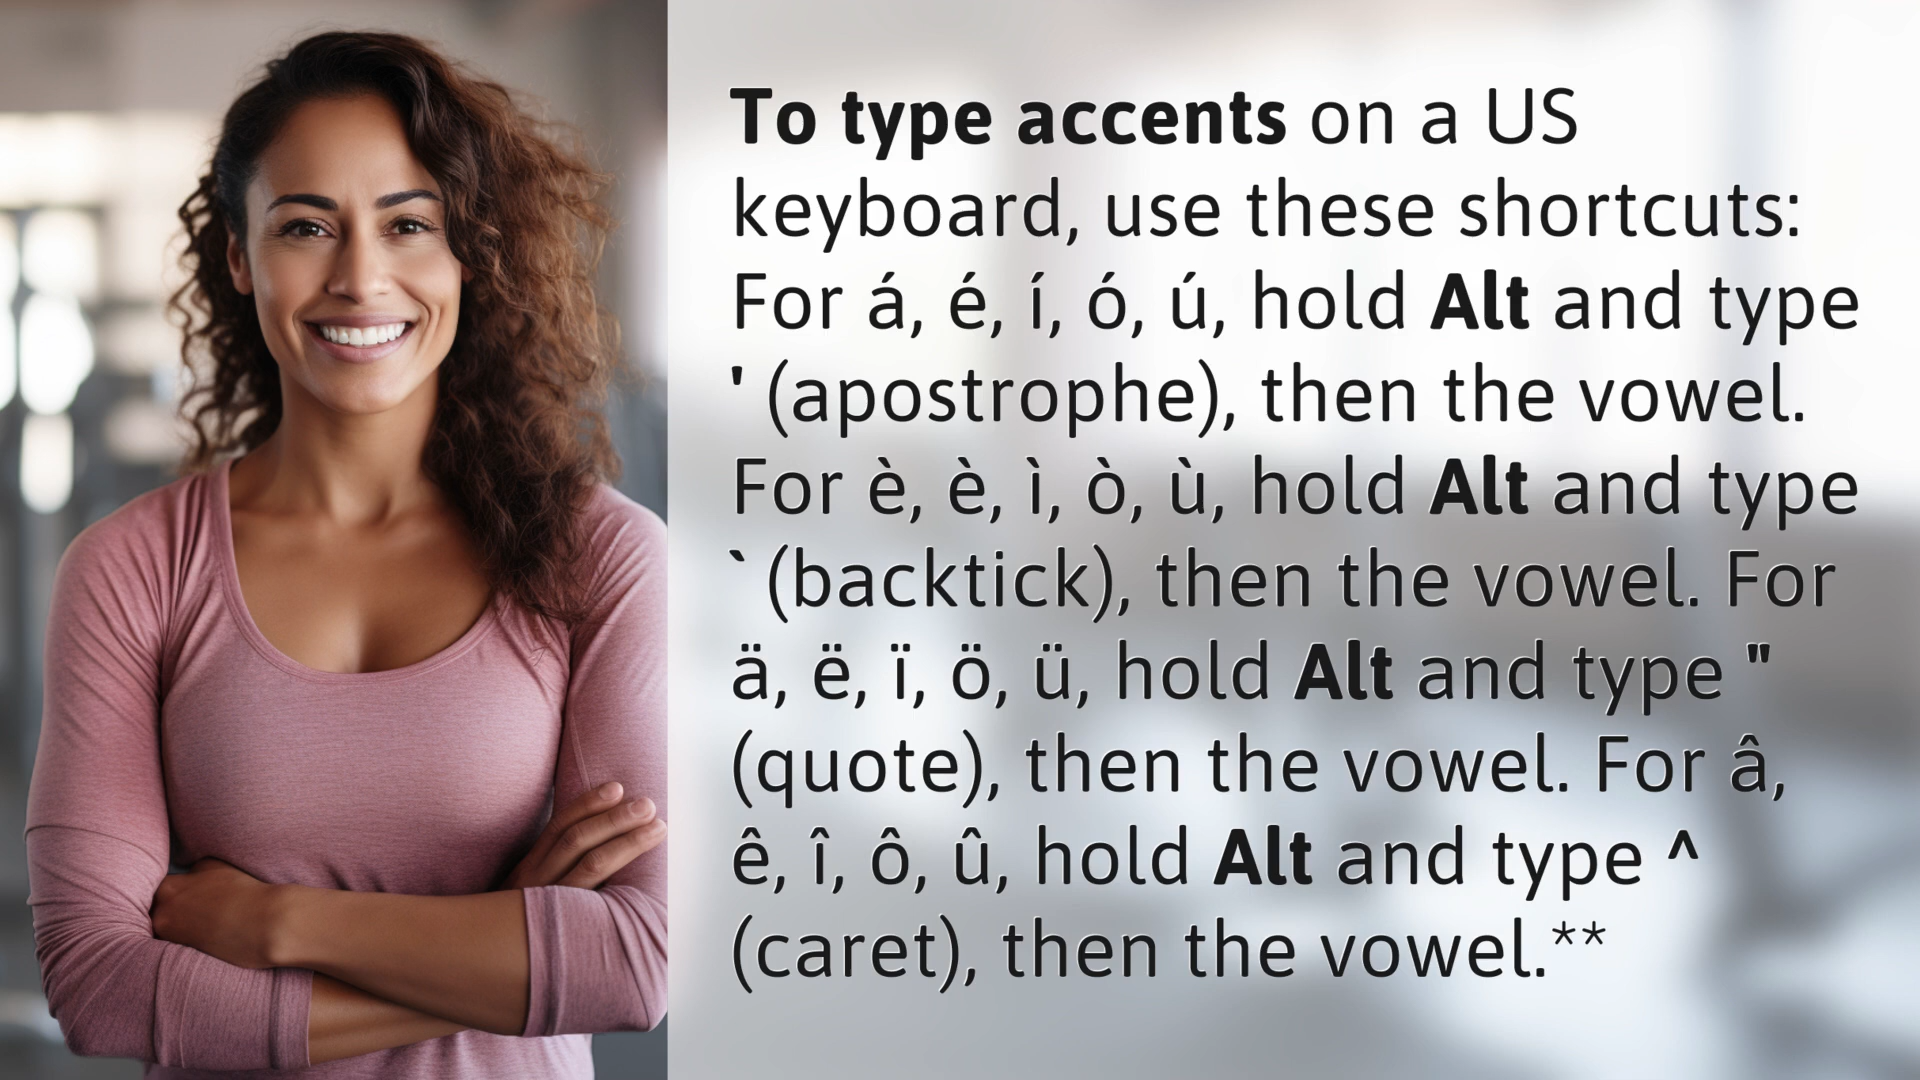 To type accents on a US
keyboard, use these shortcuts:
For á, é, í, ó, ú, hold Alt and type
' (apostrophe), then the vowel.
For è, è, ì, ò, ù, hold Alt and type
` (backtick), then the vowel. For
ä, ë, ï, ö, ü, hold Alt and type "
(quote), then the vowel. For â,
ê, î, ô, û, hold Alt and type ^
(caret), then the vowel.**